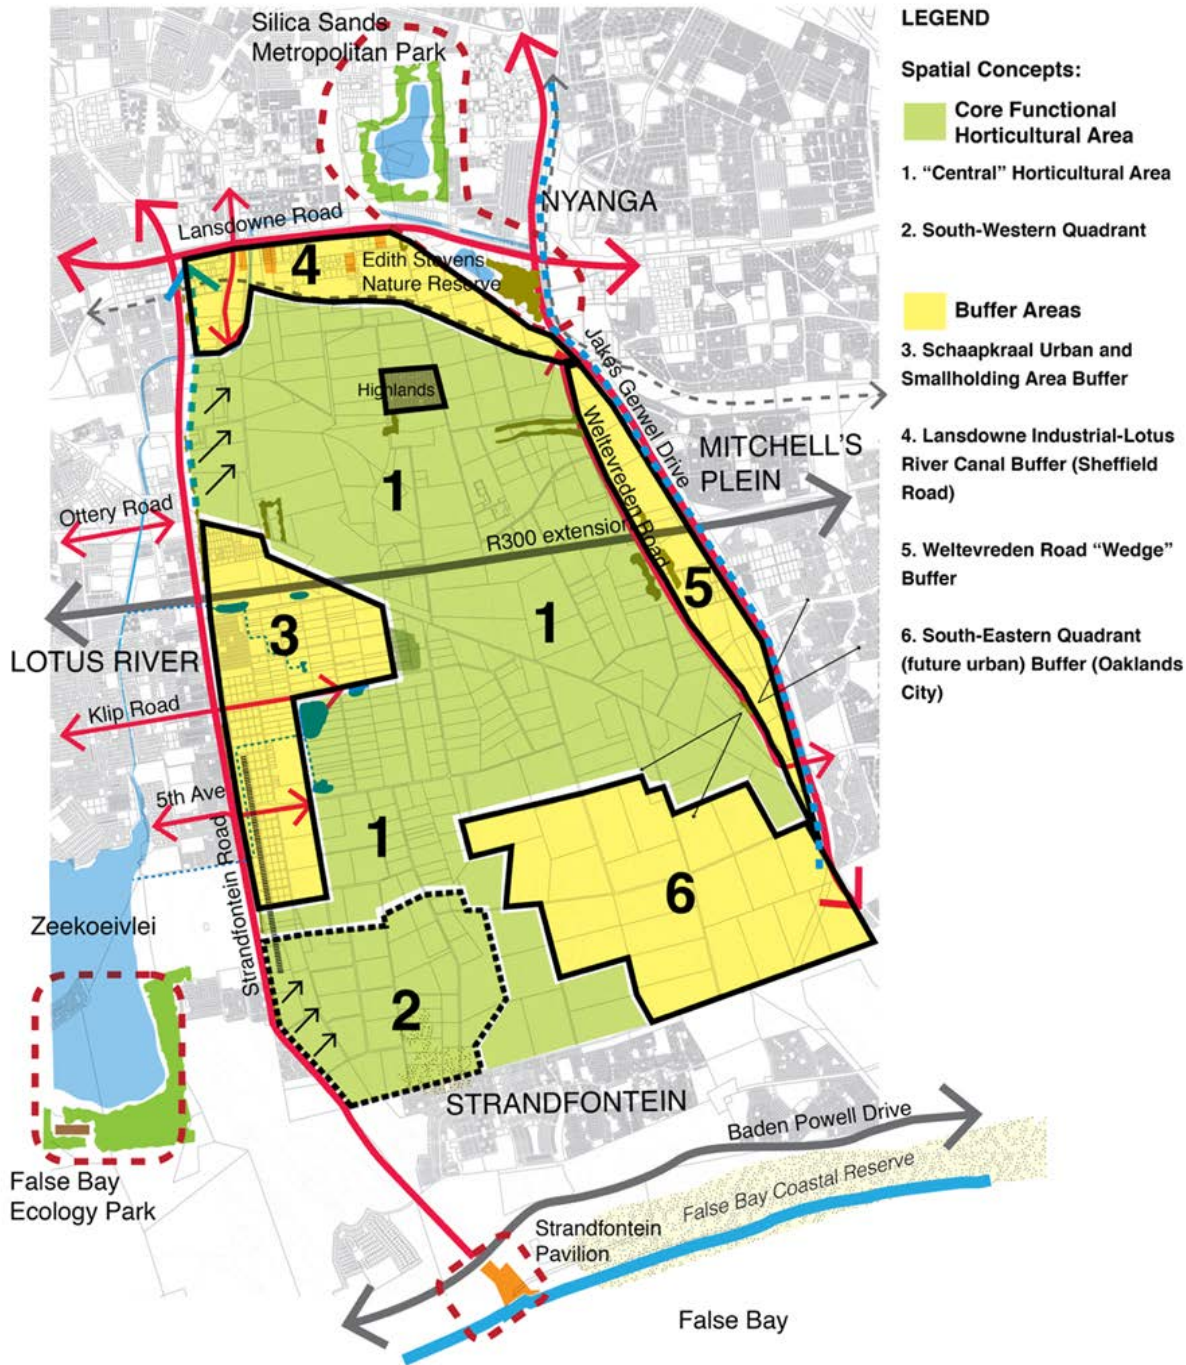 Silica Sands
Metropolitan Park
NYANGA
Lansdowne Road
4
Edith Stevens
Nature Reserve
Jakes Gerwel Drive
Highlands
Weltevreden Road
MITCHELL'S
PLEIN
1
Ottery Road
R300 extension
5
1
3
LOTUS RIVER
Klip Road
5th Ave
1
Strandfontein Road
6
Zeekoeivlei
2
STRANDFONTEIN
Baden Powell Drive
False Bay Coastal Reserve
False Bay
Ecology Park
Strandfontein
Pavilion
False Bay
LEGEND
Spatial Concepts:
Core Functional
Horticultural Area
1. “Central” Horticultural Area
2. South-Western Quadrant
Buffer Areas
3. Schaapkraal Urban and
Smallholding Area Buffer
4. Lansdowne Industrial-Lotus
River Canal Buffer (Sheffield
Road)
5. Weltevreden Road “Wedge”
Buffer
6. South-Eastern Quadrant
(future urban) Buffer (Oaklands
City)